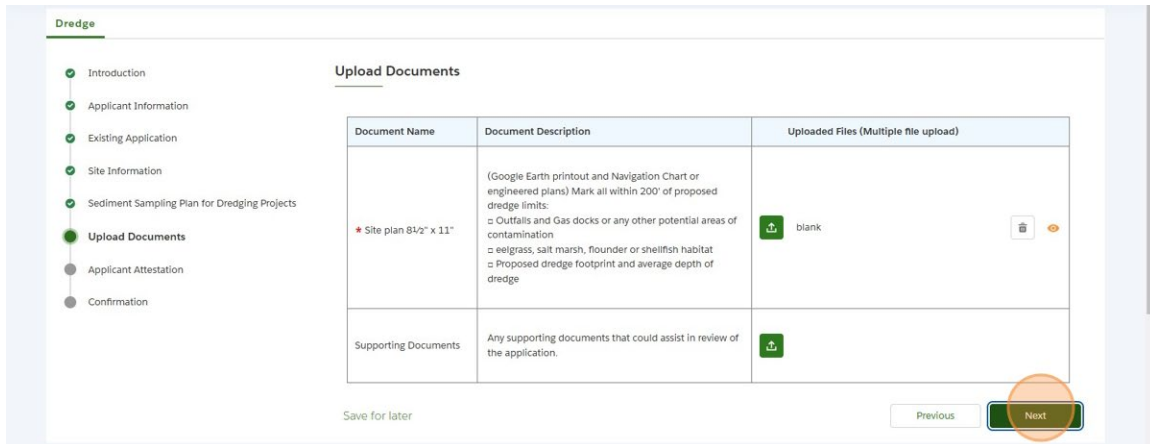 Dredge
Introduction
Applicant Information
Existing Application
Site Information
Sediment Sampling Plan for Dredging Projects
Upload Documents
Applicant Attestation
Confirmation
Upload Documents
Document Name
Document Description
Uploaded Files (Multiple file upload)
* Site plan 8½" x 11"
(Google Earth printout and Navigation Chart or
engineered plans) Mark all within 200' of proposed
dredge limits:
□ Outfalls and Gas docks or any other potential areas of
contamination
□ eelgrass, salt marsh, flounder or shellfish habitat
□ Proposed dredge footprint and average depth of
dredge
blank
Supporting Documents
Any supporting documents that could assist in review of
the application.
Save for later
Previous
Next